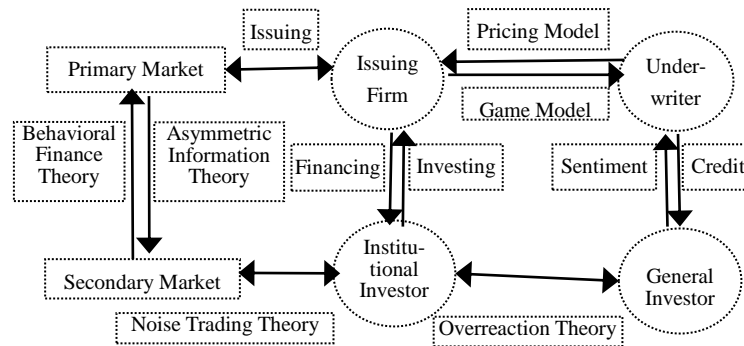 Issuing
Pricing Model
Primary Market
Issuing
Firm
Under-
writer
Game Model
Behavioral
Finance
Theory
Asymmetric
Information
Theory
Financing
Investing
Sentiment
Credit
Secondary Market
Institu-
tional
Investor
General
Investor
Noise Trading Theory
Overreaction Theory